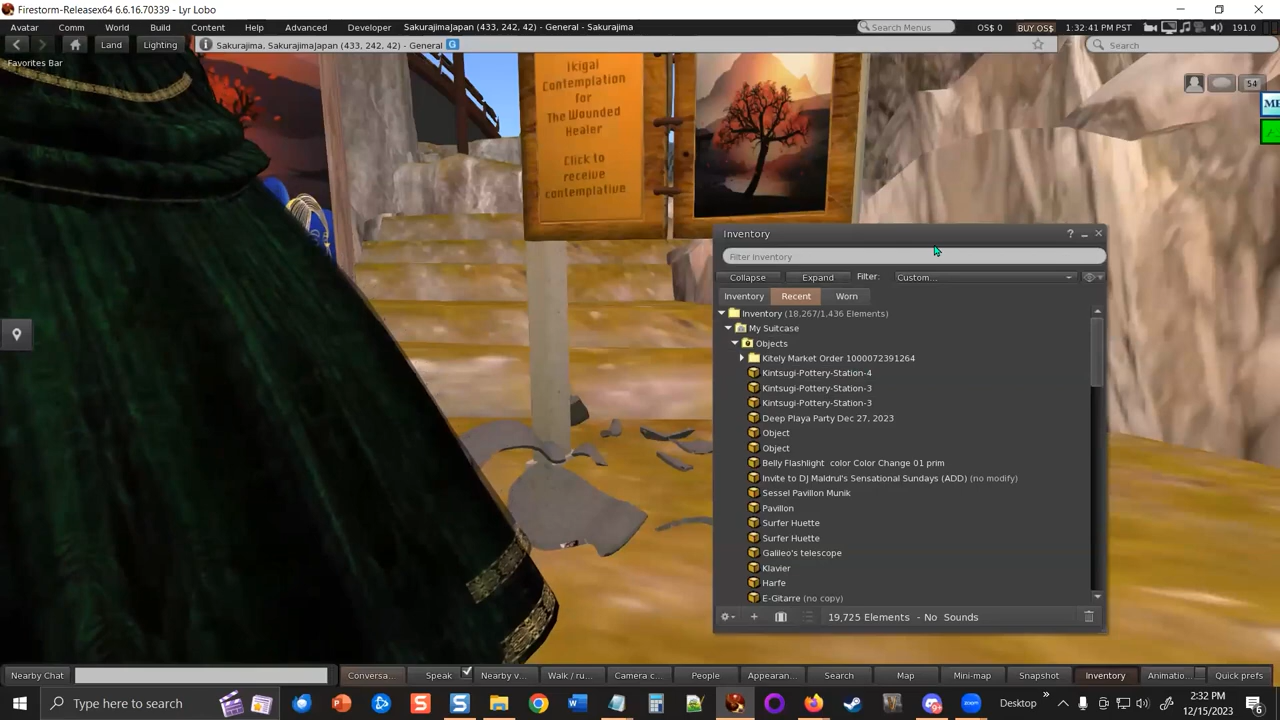 Firestorm-Releasex64 6.6.16.70339 - Lyr Lobo
Avatar Comm World Build Content Help Advanced Developer SakurajimaJapan (433, 242, 42) - General - Sakurajima Search Menus OS$ 0 BUY OS$ 1:32:41 PM PST 191.0
Land Lighting Sakurajima, SakurajimaJapan (433, 242, 42) - General G Search
Favorites Bar
54
Ikigai
Contemplation
for
The Wounded
Healer
Click to
receive
contemplative
Inventory ?
Filter Inventory
Collapse Expand Filter: Custom...
Inventory Recent Worn
Inventory (18,267/1,436 Elements)
My Suitcase
Objects
Kitely Market Order 1000072391264
Kintsugi-Pottery-Station-4
Kintsugi-Pottery-Station-3
Kintsugi-Pottery-Station-3
Deep Playa Party Dec 27, 2023
Object
Object
Belly Flashlight color Color Change 01 prim
Invite to DJ Maldrul's Sensational Sundays (ADD) (no modify)
Sessel Pavillon Munik
Pavillon
Surfer Huette
Surfer Huette
Galileo's telescope
Klavier
Harfe
E-Gitarre (no copy)
19,725 Elements - No Sounds
Nearby Chat Conversa... Speak Nearby v... Walk / ru... Camera c... People Appearan... Search Map Mini-map Snapshot Inventory Animatio... Quick prefs
Type here to search Desktop 2:32 PM
12/15/2023 6